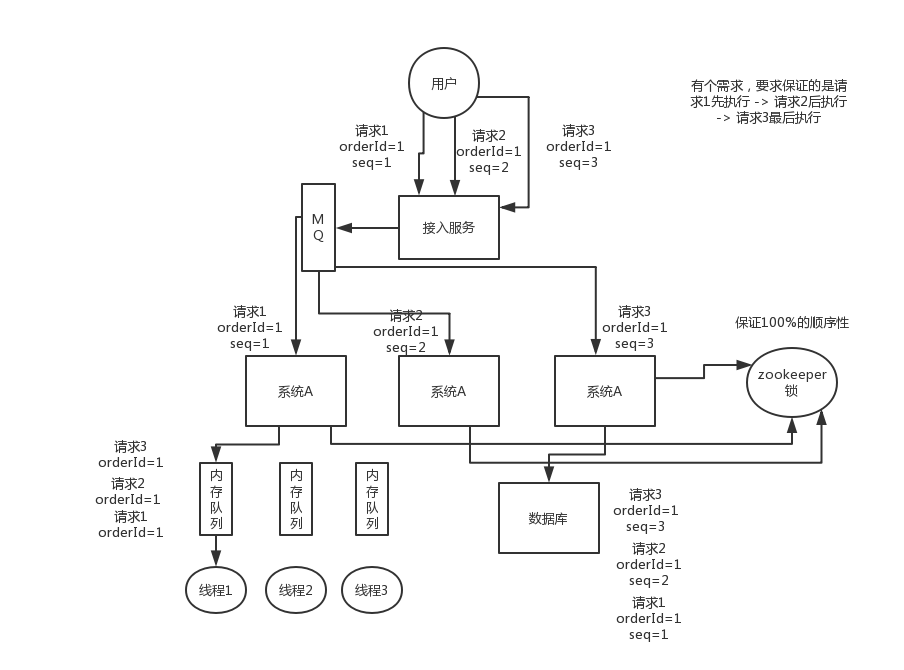 用户
有个需求，要求保证的是请
求1先执行 -> 请求2后执行
-> 请求3最后执行
请求1
orderId=1
seq=1
请求2
orderId=1
seq=2
请求3
orderId=1
seq=3
M
Q
接入服务
请求1
orderId=1
seq=1
请求2
orderId=1
seq=2
请求3
orderId=1
seq=3
保证100%的顺序性
系统A
系统A
系统A
zookeeper
锁
请求3
orderId=1
请求2
orderId=1
请求1
orderId=1
内
存
队
列
内
存
队
列
内
存
队
列
数据库
请求3
orderId=1
seq=3
请求2
orderId=1
seq=2
请求1
orderId=1
seq=1
线程1
线程2
线程3